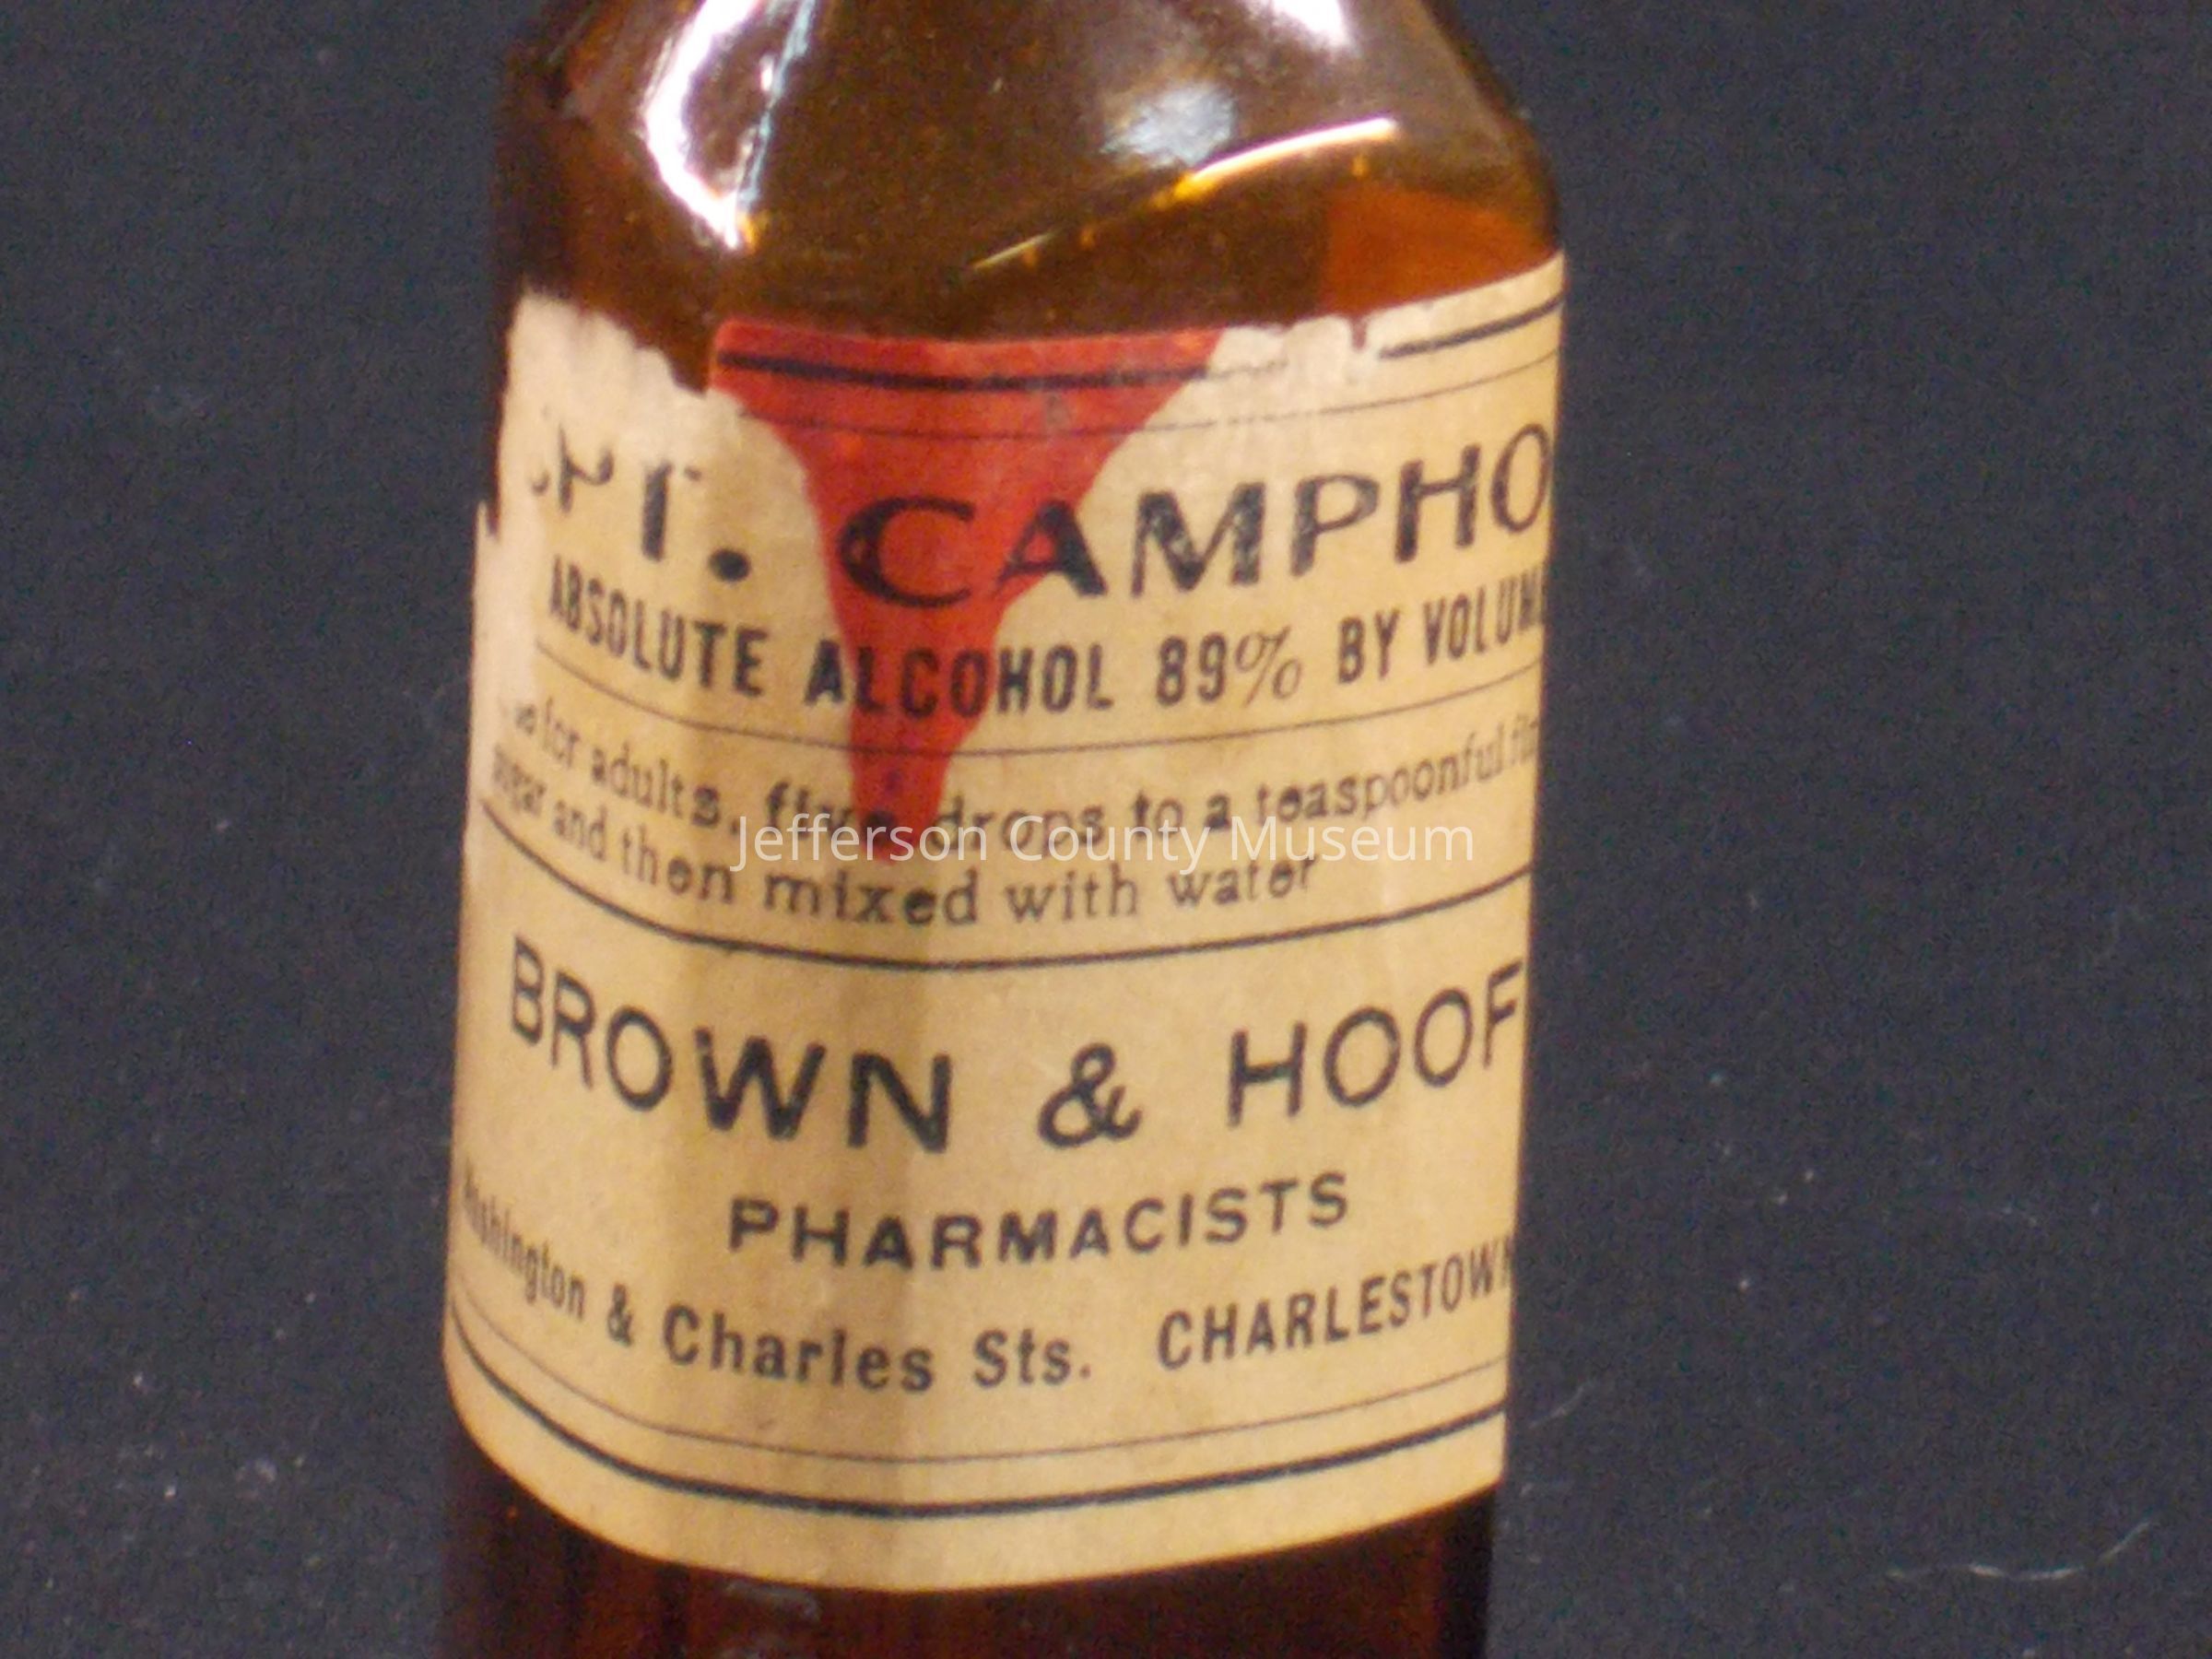 PT. CAMPHO
ABSOLUTE ALCOHOL 89% BY VOLUME
for adults, five drops to a teaspoonful
sugar and then mixed with water
BROWN & HOOF
PHARMACISTS
Washington & Charles Sts. CHARLESTOWN
Jefferson County Museum